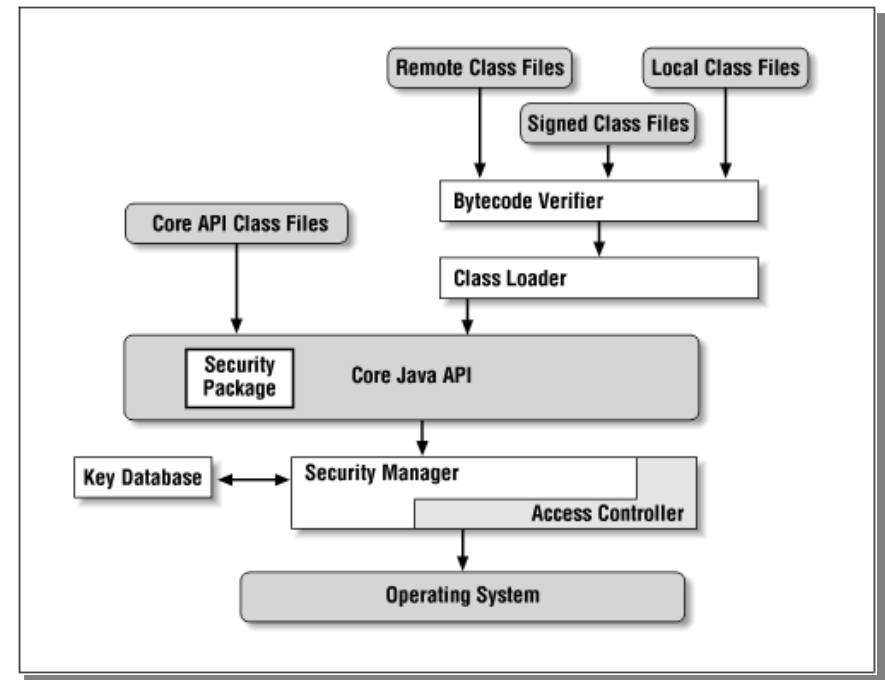 Remote Class Files
Local Class Files
Signed Class Files
Bytecode Verifier
Core API Class Files
Class Loader
Security
Package
Core Java API
Key Database
Security Manager
Access Controller
Operating System